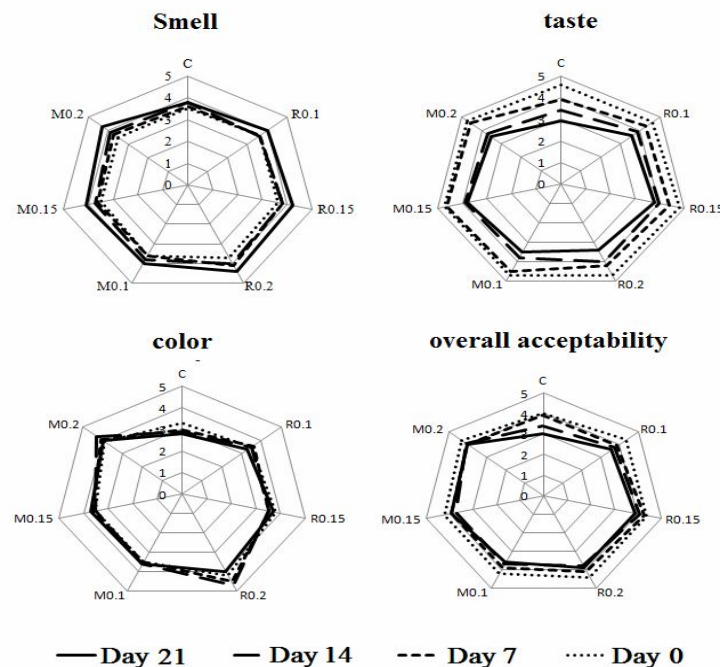 Smell
C
5
4
3
2
1
0
R0.1
R0.15
R0.2
M0.1
M0.15
M0.2
taste
C
5
4
3
2
1
0
R0.1
R0.15
R0.2
M0.1
M0.15
M0.2
color
C
5
4
3
2
1
0
R0.1
R0.15
R0.2
M0.1
M0.15
M0.2
overall acceptability
C
5
4
3
2
1
0
R0.1
R0.15
R0.2
M0.1
M0.15
M0.2
Day 21 Day 14 Day 7 Day 0